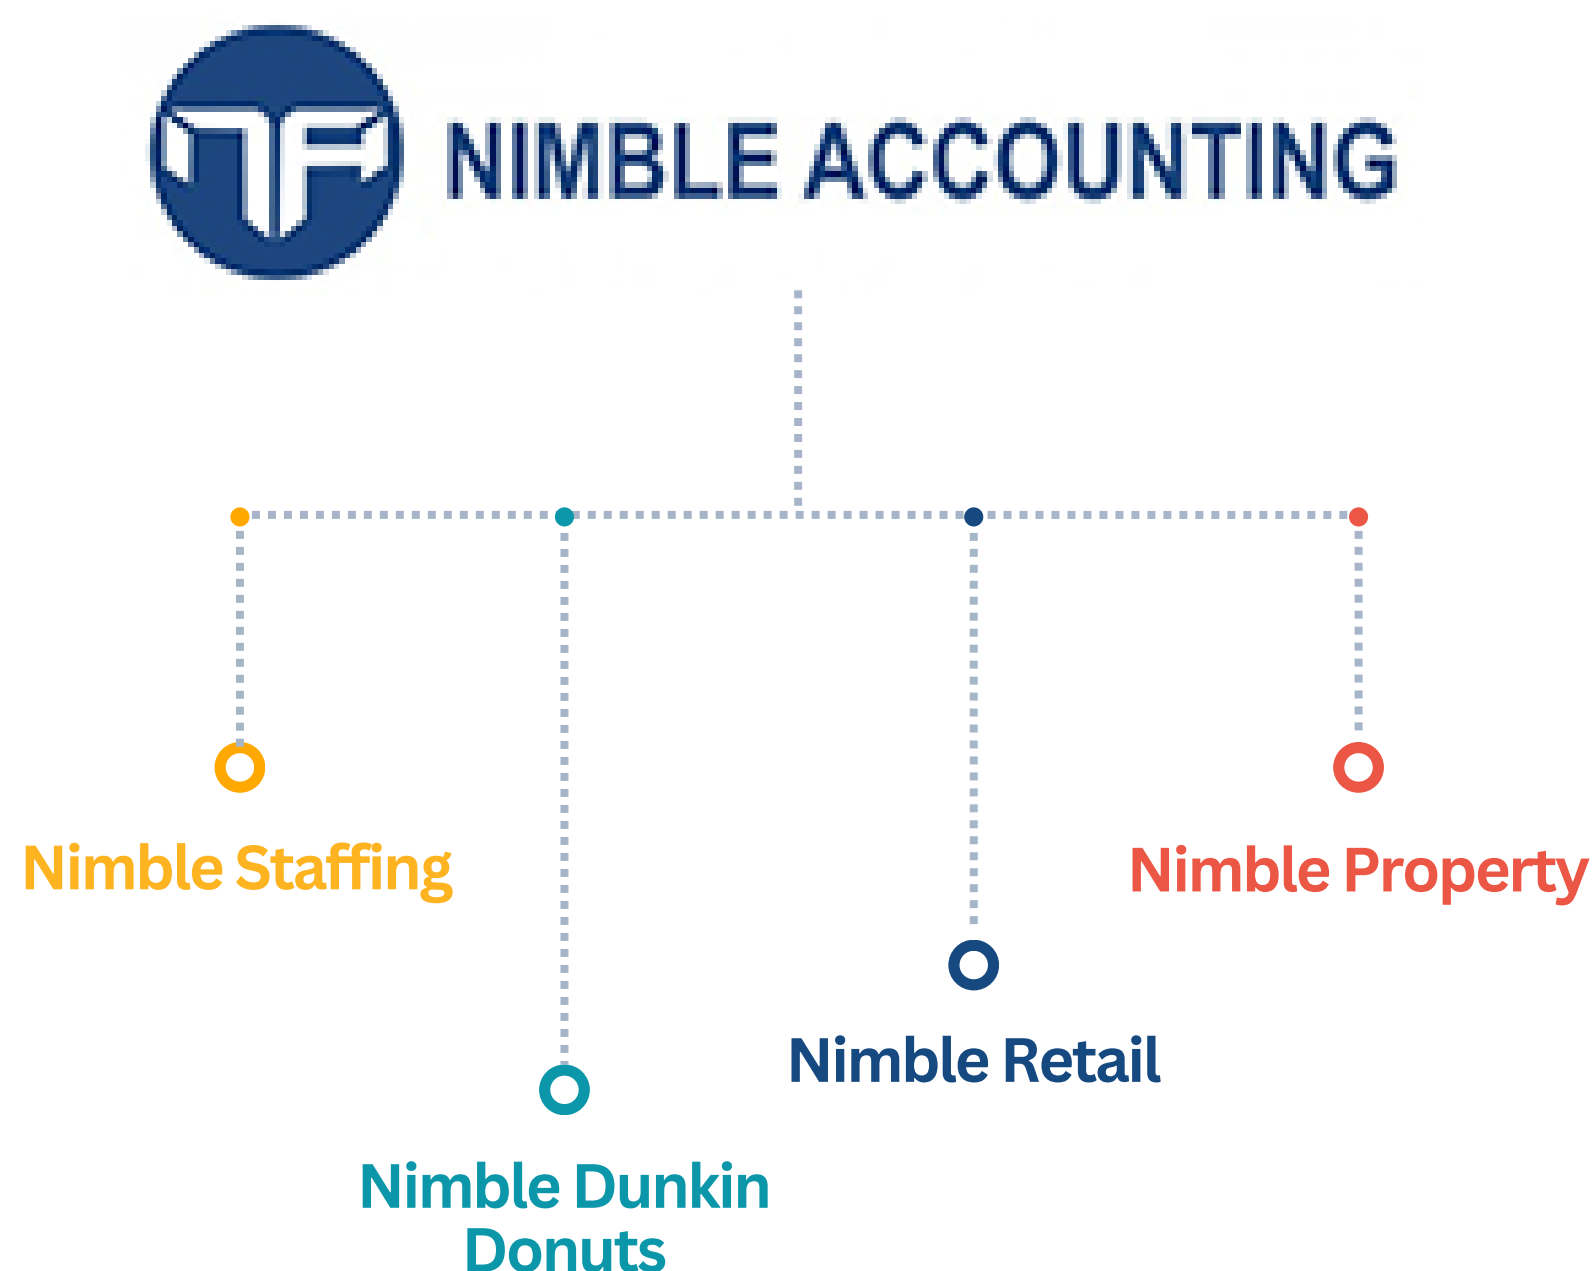 NIMBLE ACCOUNTING
Nimble Staffing
Nimble Property
Nimble Retail
Nimble Dunkin
Donuts